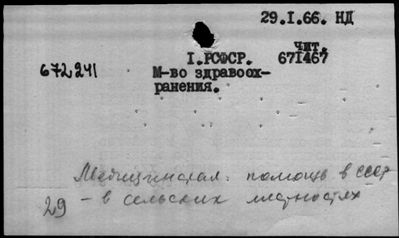 29.I.66. НД
чит.
I.РСФСР. 671467
672241
М-во здравоох-
ранения.
Медицинская помощь в СССР
29 - в сельских местностях